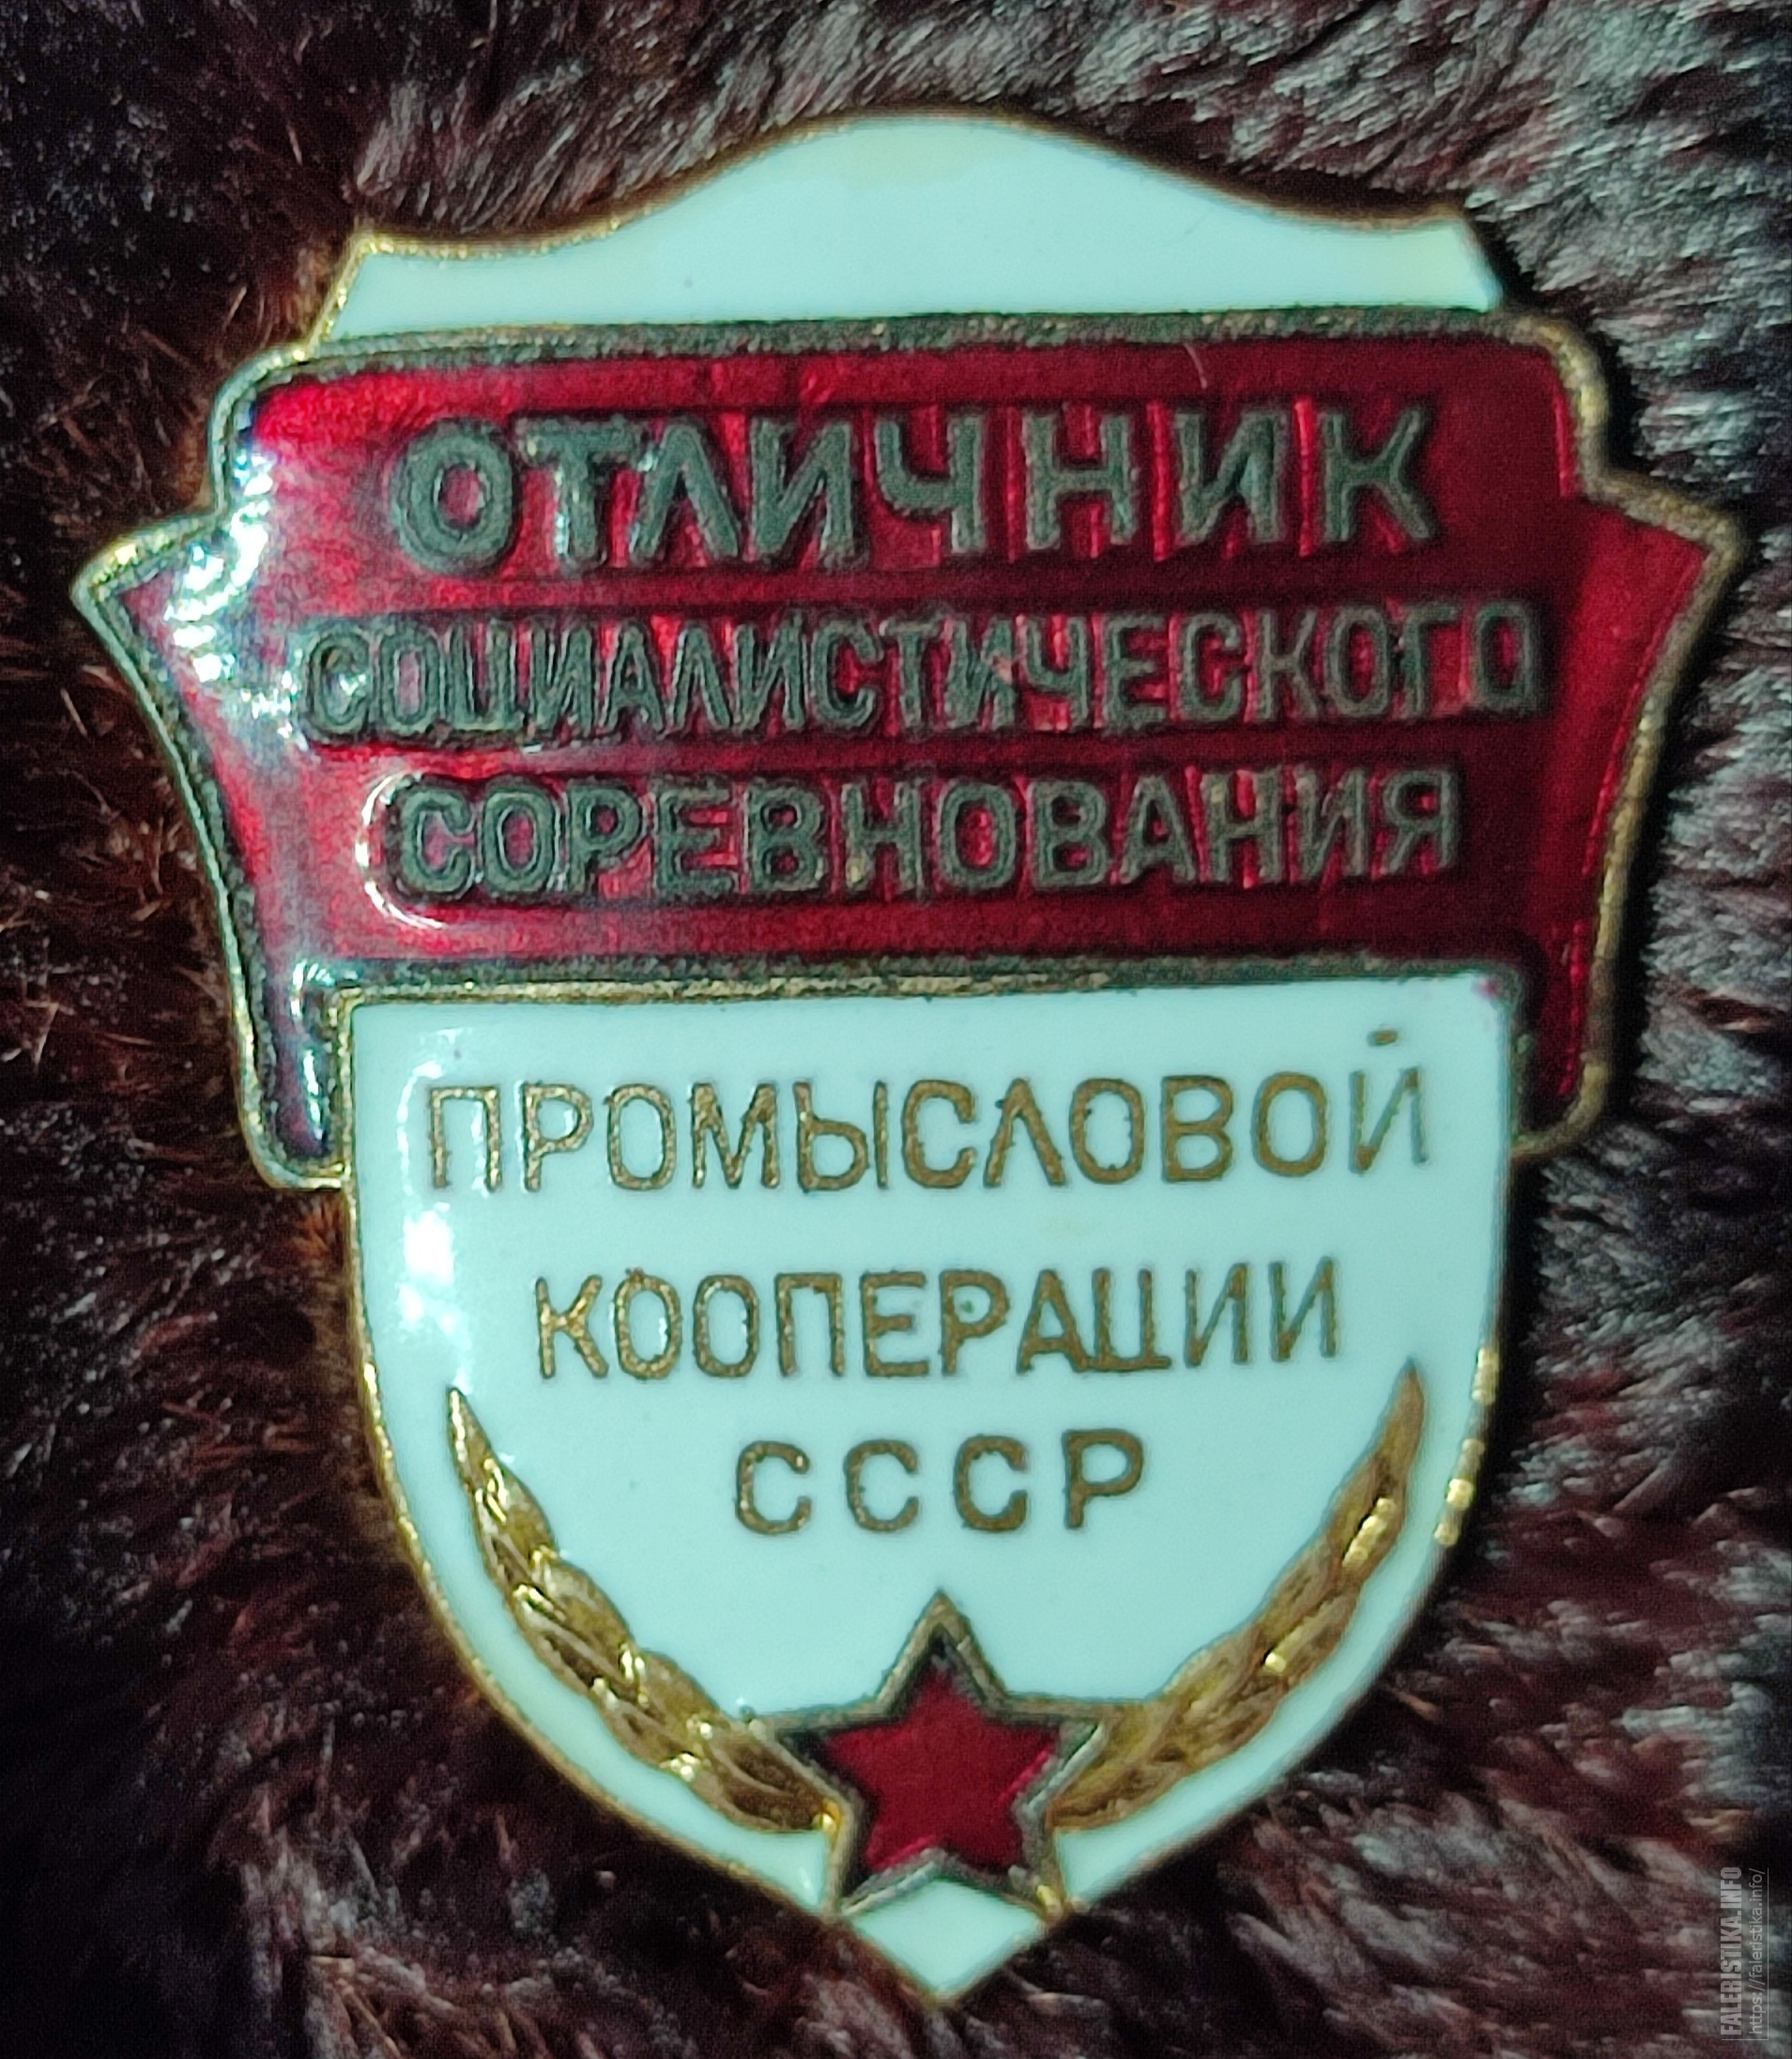 ОТЛИЧНИК
СОЦИАЛИСТИЧЕСКОГО
СОРЕВНОВАНИЯ
ПРОМЫСЛОВОЙ
КООПЕРАЦИИ
СССР
FALERISTIKA.INFO
https://faleristika.info/